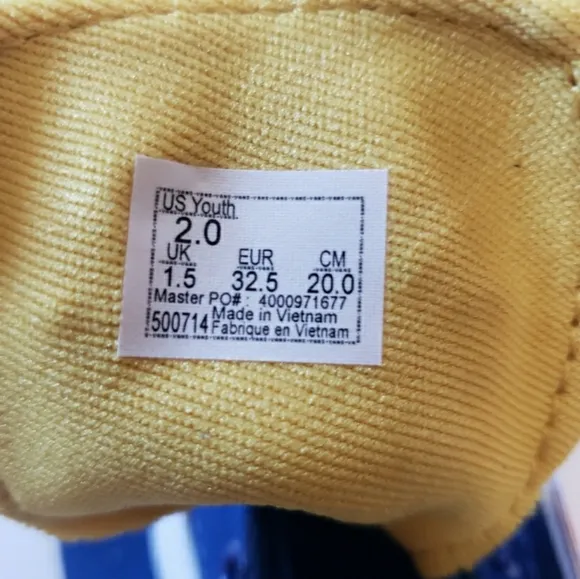 US Youth
2.0
UK EUR CM
1.5 32.5 20.0
Master PO# : 4000971677
500714 Made in Vietnam
Fabrique en Vietnam